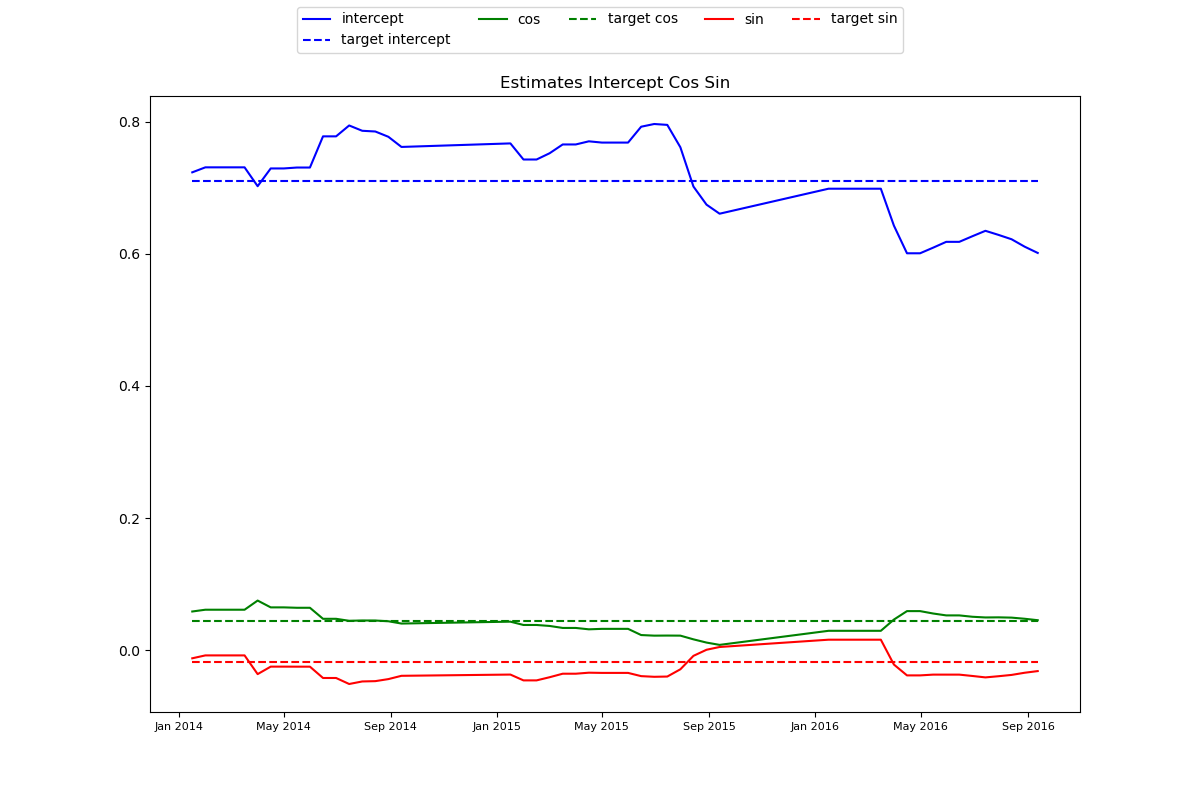 intercept cos target cos sin target sin
target intercept
Estimates Intercept Cos Sin
0.8
0.6
0.4
0.2
0.0
Jan 2014 May 2014 Sep 2014 Jan 2015 May 2015 Sep 2015 Jan 2016 May 2016 Sep 2016